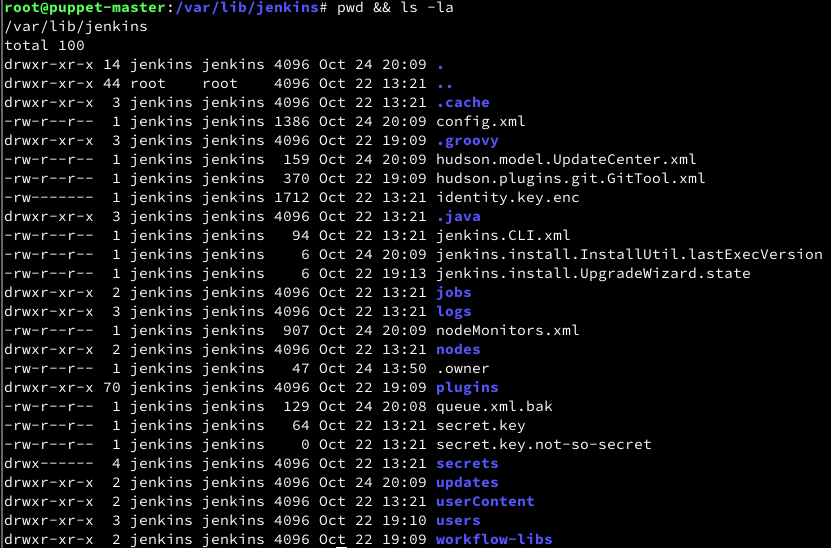 root@puppet-master:/var/lib/jenkins# pwd && ls -la
/var/lib/jenkins
total 100
drwxr-xr-x 14 jenkins jenkins 4096 Oct 24 20:09 .
drwxr-xr-x 44 root    root    4096 Oct 22 13:21 ..
drwxr-xr-x  3 jenkins jenkins 4096 Oct 22 13:21 .cache
-rw-r--r--  1 jenkins jenkins 1386 Oct 24 20:09 config.xml
drwxr-xr-x  3 jenkins jenkins 4096 Oct 22 19:09 .groovy
-rw-r--r--  1 jenkins jenkins  159 Oct 24 20:09 hudson.model.UpdateCenter.xml
-rw-r--r--  1 jenkins jenkins  370 Oct 22 19:09 hudson.plugins.git.GitTool.xml
-rw-------  1 jenkins jenkins 1712 Oct 22 13:21 identity.key.enc
drwxr-xr-x  3 jenkins jenkins 4096 Oct 22 13:21 .java
-rw-r--r--  1 jenkins jenkins   94 Oct 22 13:21 jenkins.CLI.xml
-rw-r--r--  1 jenkins jenkins    6 Oct 24 20:09 jenkins.install.InstallUtil.lastExecVersion
-rw-r--r--  1 jenkins jenkins    6 Oct 22 19:13 jenkins.install.UpgradeWizard.state
drwxr-xr-x  2 jenkins jenkins 4096 Oct 22 13:21 jobs
drwxr-xr-x  3 jenkins jenkins 4096 Oct 22 13:21 logs
-rw-r--r--  1 jenkins jenkins  907 Oct 24 20:09 nodeMonitors.xml
drwxr-xr-x  2 jenkins jenkins 4096 Oct 22 13:21 nodes
-rw-r--r--  1 jenkins jenkins   47 Oct 24 13:50 .owner
drwxr-xr-x 70 jenkins jenkins 4096 Oct 22 19:09 plugins
-rw-r--r--  1 jenkins jenkins  129 Oct 24 20:08 queue.xml.bak
-rw-r--r--  1 jenkins jenkins   64 Oct 22 13:21 secret.key
-rw-r--r--  1 jenkins jenkins    0 Oct 22 13:21 secret.key.not-so-secret
drwx------  4 jenkins jenkins 4096 Oct 22 19:09 secrets
drwxr-xr-x  2 jenkins jenkins 4096 Oct 24 20:09 updates
drwxr-xr-x  2 jenkins jenkins 4096 Oct 22 13:21 userContent
drwxr-xr-x  3 jenkins jenkins 4096 Oct 22 19:10 users
drwxr-xr-x  2 jenkins jenkins 4096 Oct 22 19:09 workflow-libs